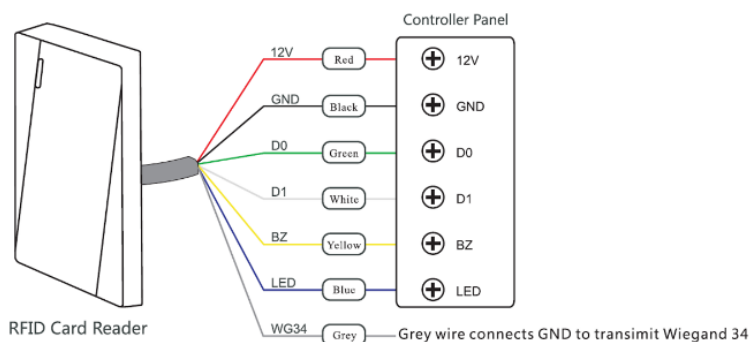 Controller Panel
12V Red 12V
GND Black GND
D0 Green D0
D1 White D1
BZ Yellow BZ
LED Blue LED
WG34 Grey Grey wire connects GND to transimit Wiegand 34
RFID Card Reader